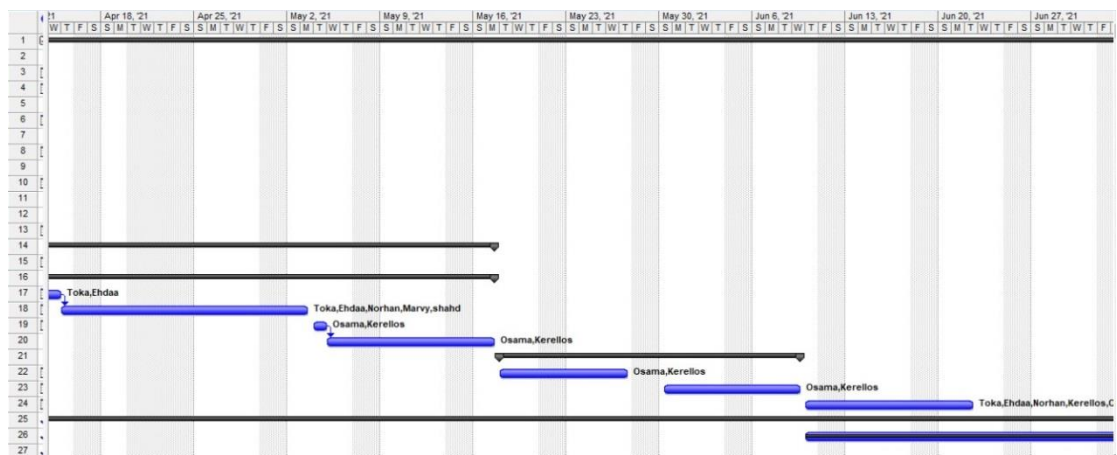 21 Apr 18, '21 Apr 25, '21 May 2, '21 May 9, '21 May 16, '21 May 23, '21 May 30, '21 Jun 6, '21 Jun 13, '21 Jun 20, '21 Jun 27, '21
W T F S S M T W T F S S M T W T F S S M T W T F S S M T W T F S S M T W T F S S M T W T F S S M T W T F S S M T W T F S S M T W T F S S M T W T F S S M T W T F S S M T W T F
1
2
3
4
5
6
7
8
9
10
11
12
13
14
15
16
17 Toka,Ehdaa
18 Toka,Ehdaa,Norhan,Marvy,shahd
19 Osama,Kerellos
20 Osama,Kerellos
21
22 Osama,Kerellos
23 Osama,Kerellos
24 Toka,Ehdaa,Norhan,Kerellos,
25
26
27